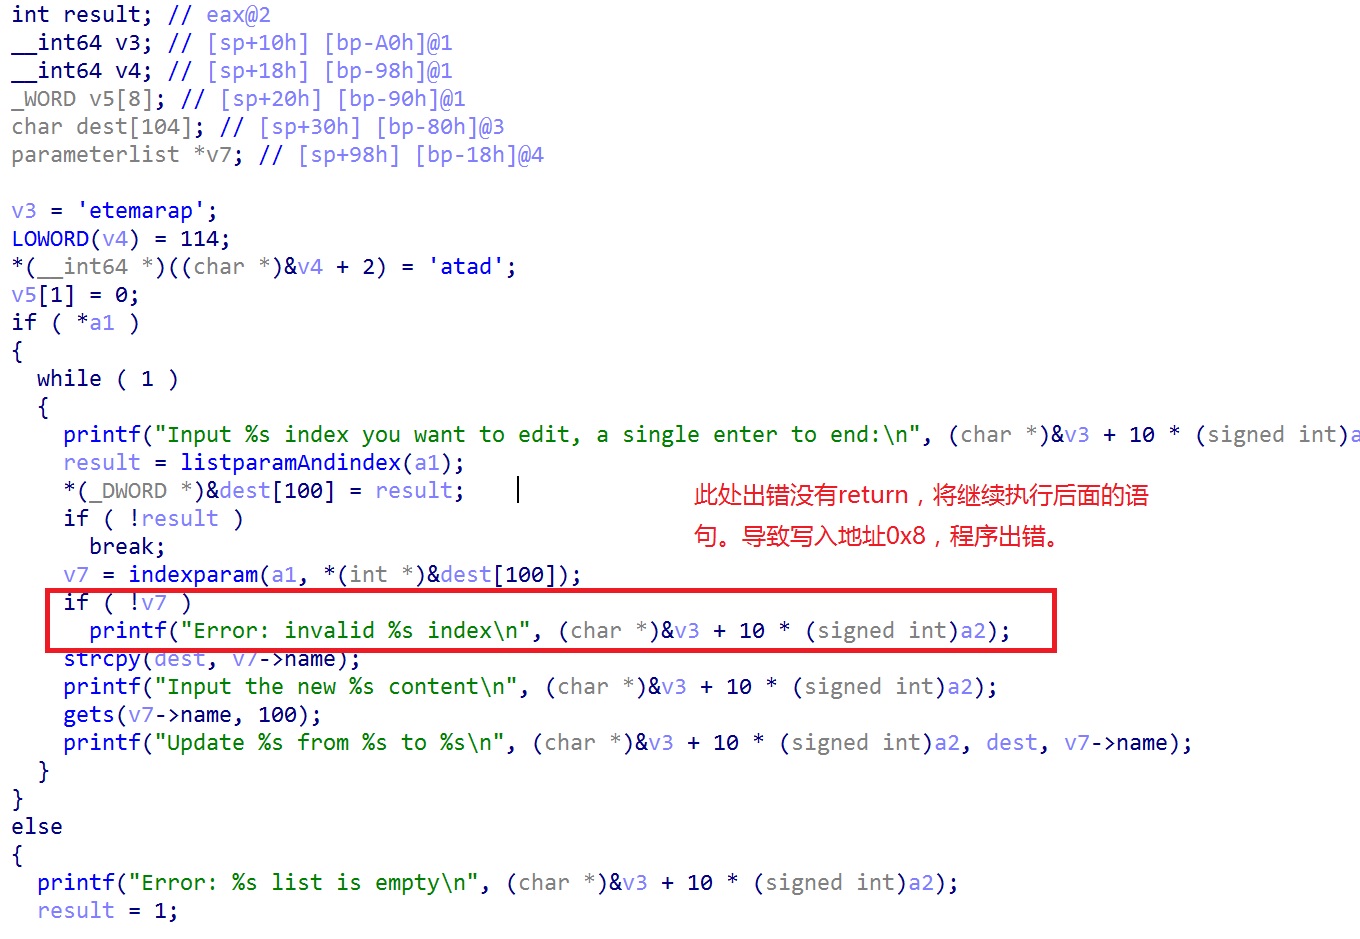 int result; // eax@2
__int64 v3; // [sp+10h] [bp-A0h]@1
__int64 v4; // [sp+18h] [bp-98h]@1
_WORD v5[8]; // [sp+20h] [bp-90h]@1
char dest[104]; // [sp+30h] [bp-80h]@3
parameterlist *v7; // [sp+98h] [bp-18h]@4
v3 = 'etemarap';
LOWORD(v4) = 114;
*(__int64 *)((char *)&v4 + 2) = 'atad';
v5[1] = 0;
if ( *a1 )
{
while ( 1 )
{
printf("Input %s index you want to edit, a single enter to end:\n", (char *)&v3 + 10 * (signed int)a
result = listparamAndindex(a1);
*(_DWORD *)&dest[100] = result;
此处出错没有return，将继续执行后面的语
if ( !result )
句。导致写入地址0x8，程序出错。
break;
v7 = indexparam(a1, *(int *)&dest[100]);
if ( !v7 )
printf("Error: invalid %s index\n", (char *)&v3 + 10 * (signed int)a2);
strcpy(dest, v7->name);
printf("Input the new %s content\n", (char *)&v3 + 10 * (signed int)a2);
gets(v7->name, 100);
printf("Update %s from %s to %s\n", (char *)&v3 + 10 * (signed int)a2, dest, v7->name);
}
}
else
{
printf("Error: %s list is empty\n", (char *)&v3 + 10 * (signed int)a2);
result = 1;